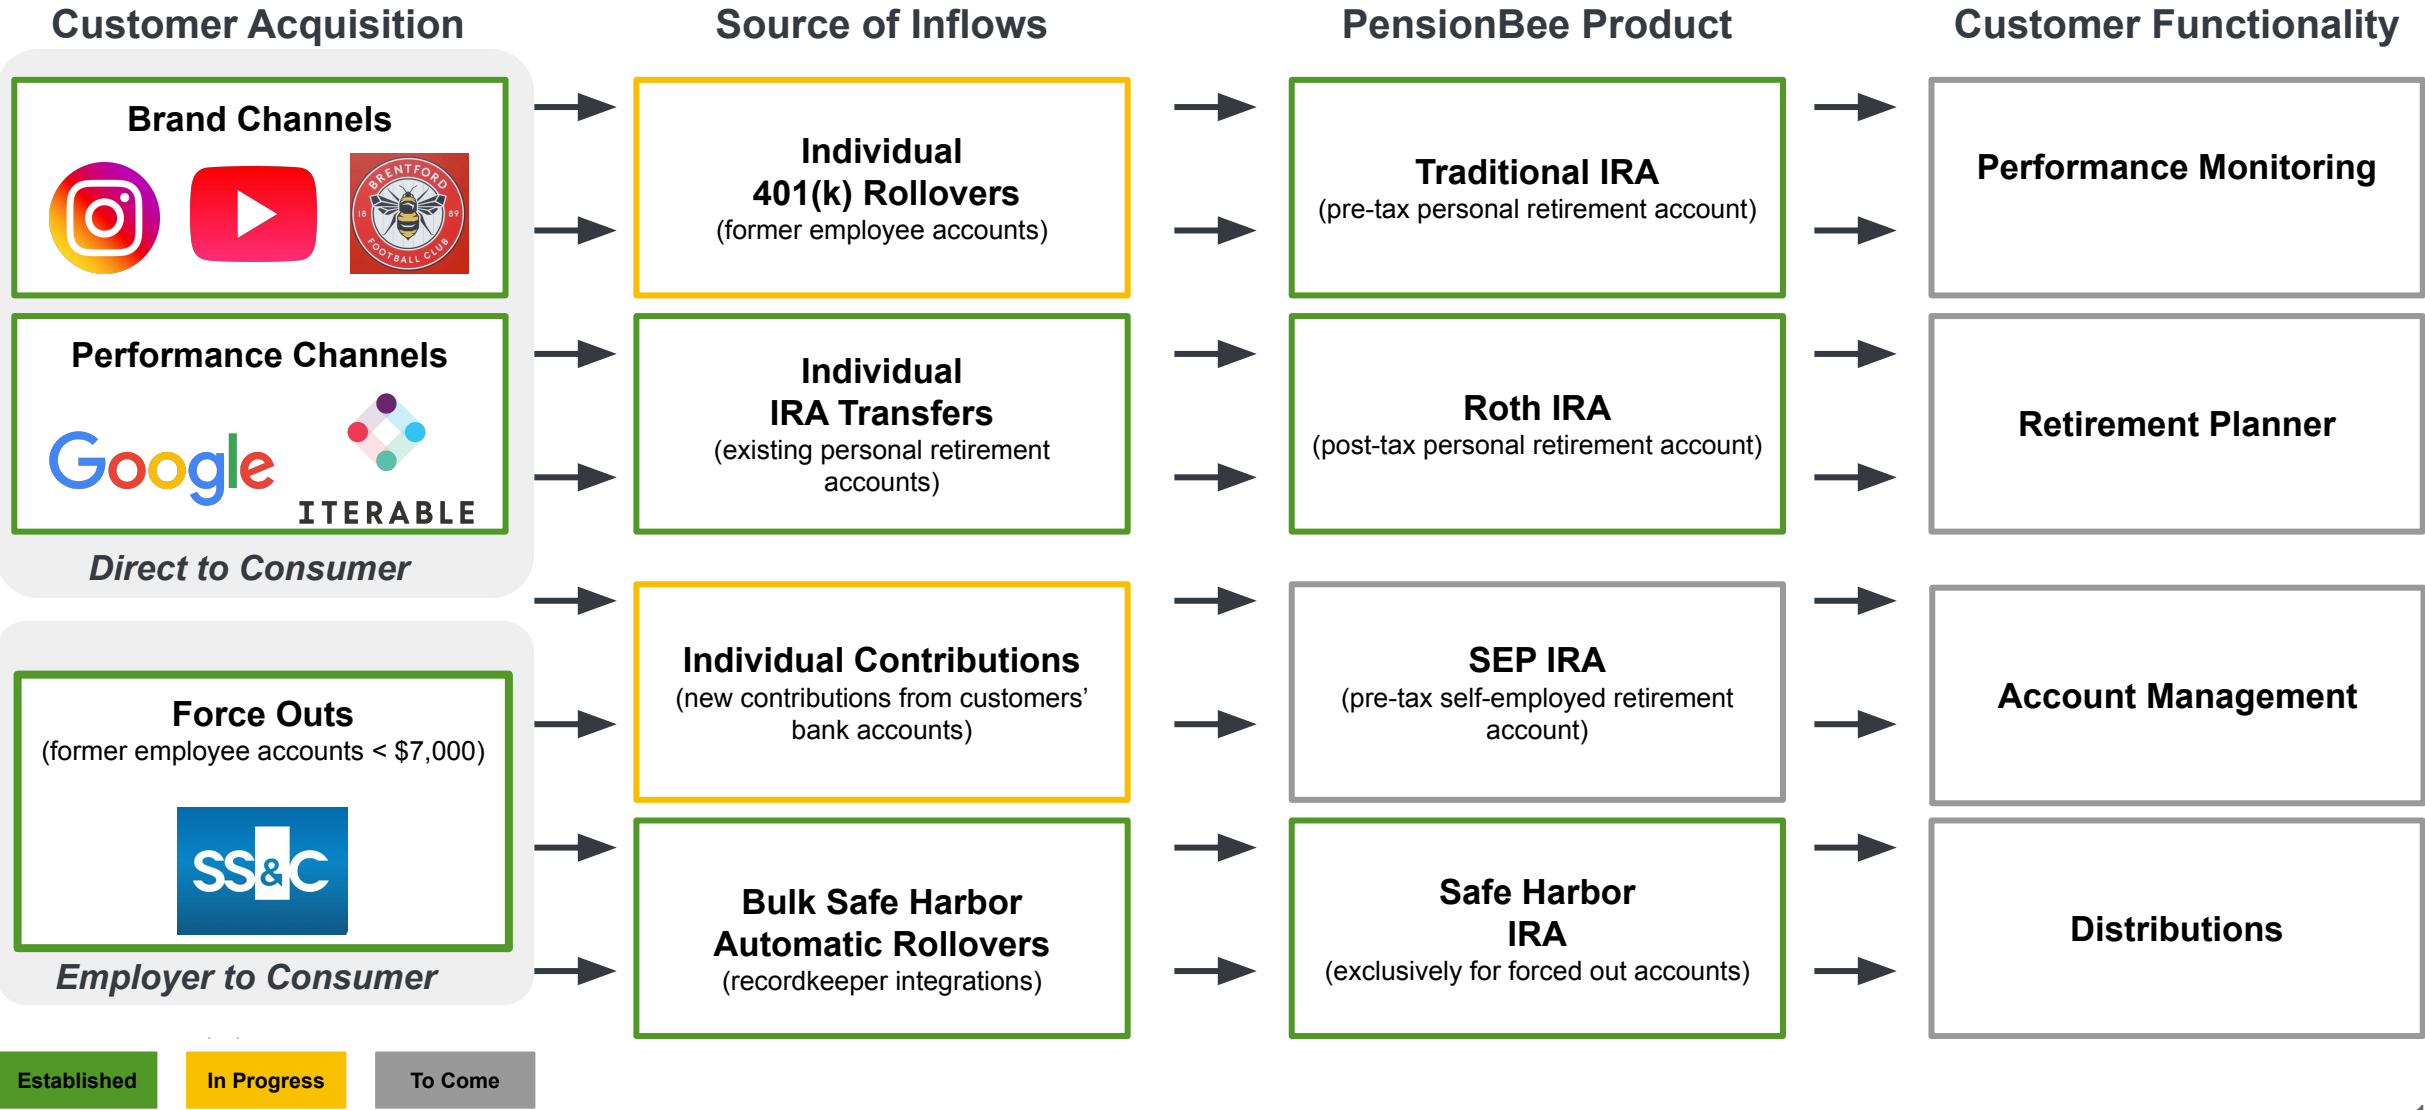 Customer Acquisition
Source of Inflows
PensionBee Product
Customer Functionality
Brand Channels
BRENTFORD
18 89
FOOTBALL CLUB
Performance Channels
Google
ITERABLE
Direct to Consumer
Force Outs
(former employee accounts < $7,000)
SS&C
Employer to Consumer
Individual
401(k) Rollovers
(former employee accounts)
Individual
IRA Transfers
(existing personal retirement
accounts)
Individual Contributions
(new contributions from customers’
bank accounts)
Bulk Safe Harbor
Automatic Rollovers
(recordkeeper integrations)
Traditional IRA
(pre-tax personal retirement account)
Roth IRA
(post-tax personal retirement account)
SEP IRA
(pre-tax self-employed retirement
account)
Safe Harbor
IRA
(exclusively for forced out accounts)
Performance Monitoring
Retirement Planner
Account Management
Distributions
Established
In Progress
To Come